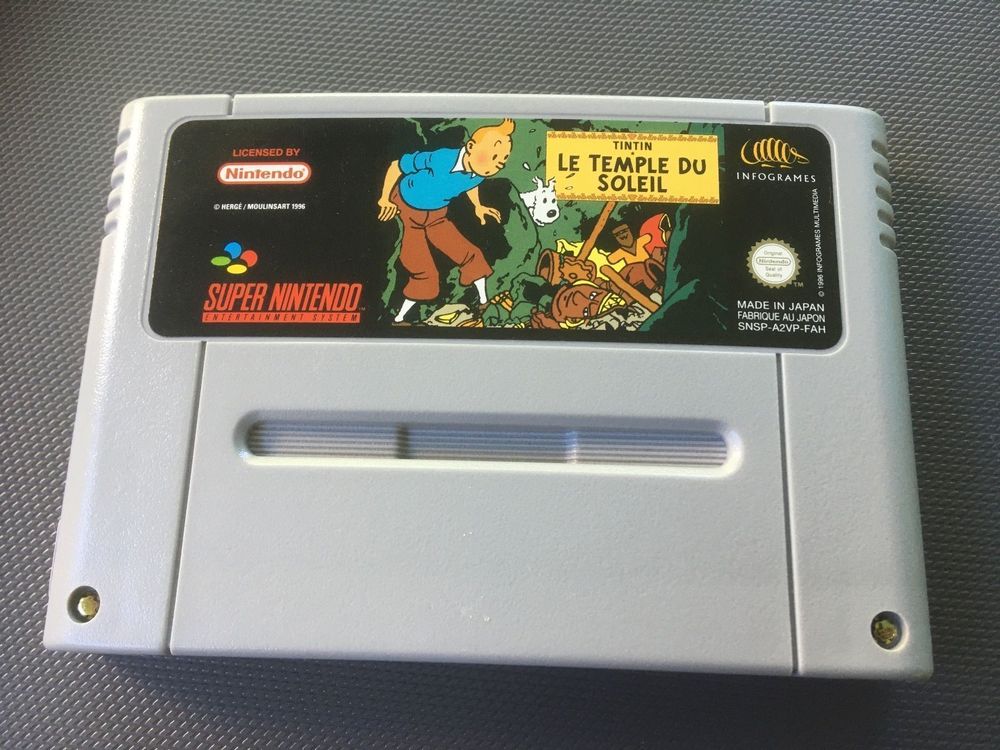 LICENSED BY
Nintendo
© HERGÉ / MOULINSART 1996
SUPER NINTENDO
ENTERTAINMENT SYSTEM
TINTIN
LE TEMPLE DU
SOLEIL
INFOGRAMES
Original
Nintendo
Seal of
Quality
TM
© 1996 INFOGRAMES MULTIMEDIA
MADE IN JAPAN
FABRIQUE AU JAPON
SNSP-A2VP-FAH